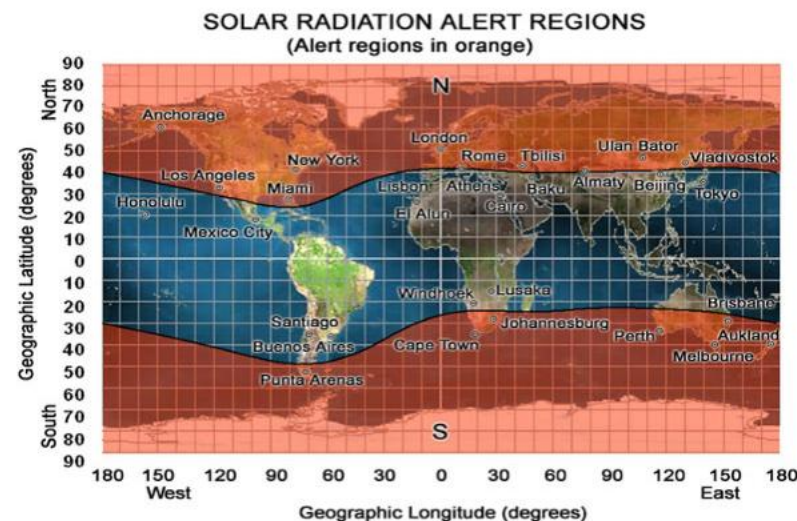 SOLAR RADIATION ALERT REGIONS
(Alert regions in orange)
90
80
70
60
50
40
30
20
10
0
10
20
30
40
50
60
70
80
90
North
Geographic Latitude (degrees)
South
N
Anchorage
London
New York
Rome Tbilisi
Ulan Bator
Vladivostok
Los Angeles
Miami
Lisbon Athens Baku Almaty Beijing
Tokyo
Honolulu
El Alun
Cairo
Mexico City
Windhoek
Lusaka
Brisbane
Santiago
Johannesburg
Buenos Aires
Cape Town
Perth
Aukland
Melbourne
Punta Arenas
S
180 150 120 90 60 30 0 30 60 90 120 150 180
West East
Geographic Longitude (degrees)